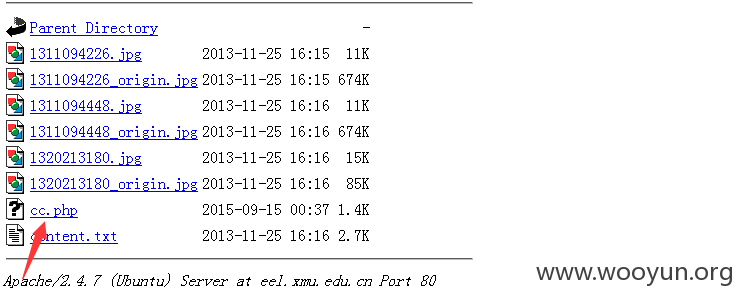 Parent Directory -
1311094226.jpg 2013-11-25 16:15 11K
1311094226_origin.jpg 2013-11-25 16:15 674K
1311094448.jpg 2013-11-25 16:16 11K
1311094448_origin.jpg 2013-11-25 16:16 674K
1320213180.jpg 2013-11-25 16:16 15K
1320213180_origin.jpg 2013-11-25 16:16 85K
cc.php 2015-09-15 00:37 1.4K
content.txt 2013-11-25 16:16 2.7K
Apache/2.4.7 (Ubuntu) Server at eel.xmu.edu.cn Port 80
www.wooyun.org